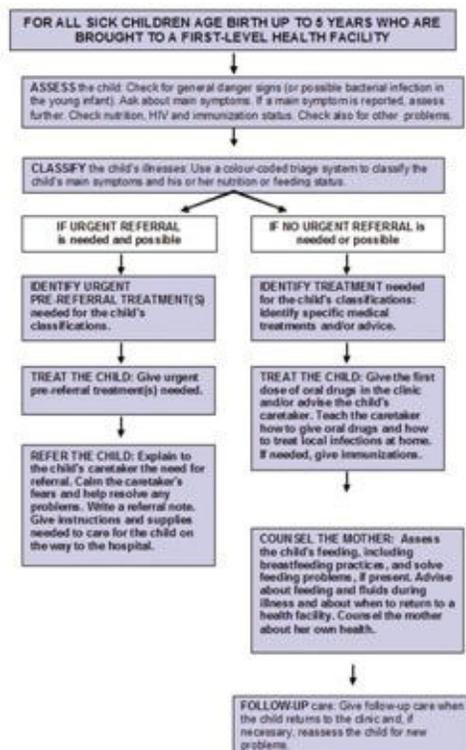 FOR ALL SICK CHILDREN AGE BIRTH UP TO 5 YEARS WHO ARE
BROUGHT TO A FIRST-LEVEL HEALTH FACILITY
ASSESS the child: Check for general danger signs (or possible bacterial infection in
the young infant). Ask about main symptoms. If a main symptom is reported, assess
further. Check nutrition, HIV and immunization status. Check also for other problems.
CLASSIFY the child's illnesses: Use a colour-coded triage system to classify the
child's main symptoms and his or her nutrition or feeding status.
IF URGENT REFERRAL
is needed and possible
IDENTIFY URGENT
PRE-REFERRAL TREATMENT(S)
needed for the child's
classifications.
TREAT THE CHILD: Give urgent
pre-referral treatment(s) needed.
REFER THE CHILD: Explain to
the child's caretaker the need for
referral. Calm the caretaker's
fears and help resolve any
problems. Write a referral note.
Give instructions and supplies
needed to care for the child on
the way to the hospital.
IF NO URGENT REFERRAL is
needed or possible
IDENTIFY TREATMENT needed
for the child's classifications:
identify specific medical
treatments and/or advice.
TREAT THE CHILD: Give the first
dose of oral drugs in the clinic
and/or advise the child's
caretaker. Teach the caretaker
how to give oral drugs and how
to treat local infections at home.
If needed, give immunizations.
COUNSEL THE MOTHER: Assess
the child's feeding, including
breastfeeding practices, and solve
feeding problems, if present. Advise
about feeding and fluids during
illness and about when to return to a
health facility. Counsel the mother
about her own health.
FOLLOW-UP care: Give follow-up care when
the child returns to the clinic and, if
necessary, reassess the child for new
problems.